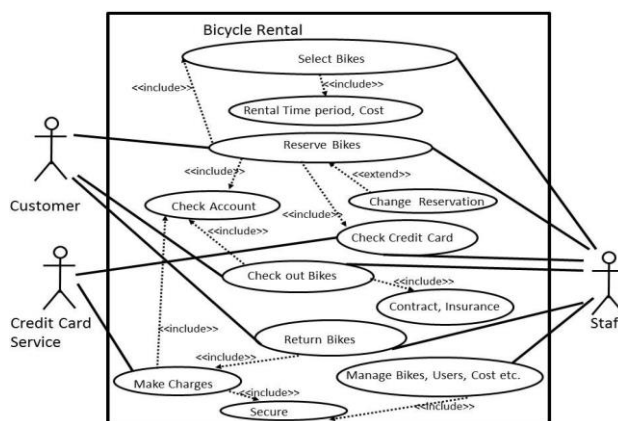 Bicycle Rental
Select Bikes
<<include>>
<<include>>
Rental Time period, Cost
Reserve Bikes
<<include>>
<<extend>>
Customer
Check Account
<<include>>
Change Reservation
Check Credit Card
<<include>>
Check out Bikes
Credit Card
Service
Contract, Insurance
Staff
<<include>>
<<include>>
Return Bikes
<<include>>
Make Charges
Manage Bikes, Users, Cost etc.
<<include>>
Secure
<<include>>